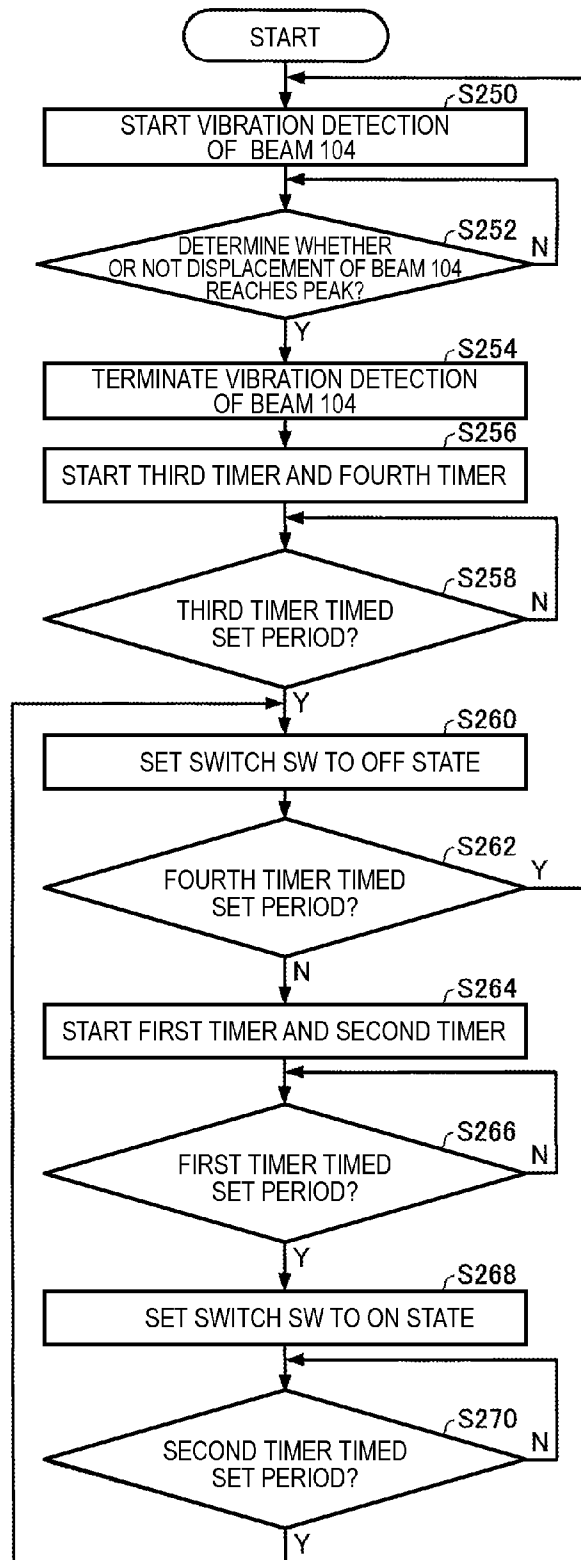 START
S250
START VIBRATION DETECTION
OF BEAM 104
S252
DETERMINE WHETHER
OR NOT DISPLACEMENT OF BEAM 104
REACHES PEAK?
N
Y
S254
TERMINATE VIBRATION DETECTION
OF BEAM 104
S256
START THIRD TIMER AND FOURTH TIMER
S258
THIRD TIMER TIMED
SET PERIOD?
N
Y
S260
SET SWITCH SW TO OFF STATE
S262
FOURTH TIMER TIMED
SET PERIOD?
Y
N
S264
START FIRST TIMER AND SECOND TIMER
S266
FIRST TIMER TIMED
SET PERIOD?
N
Y
S268
SET SWITCH SW TO ON STATE
S270
SECOND TIMER TIMED
SET PERIOD?
N
Y